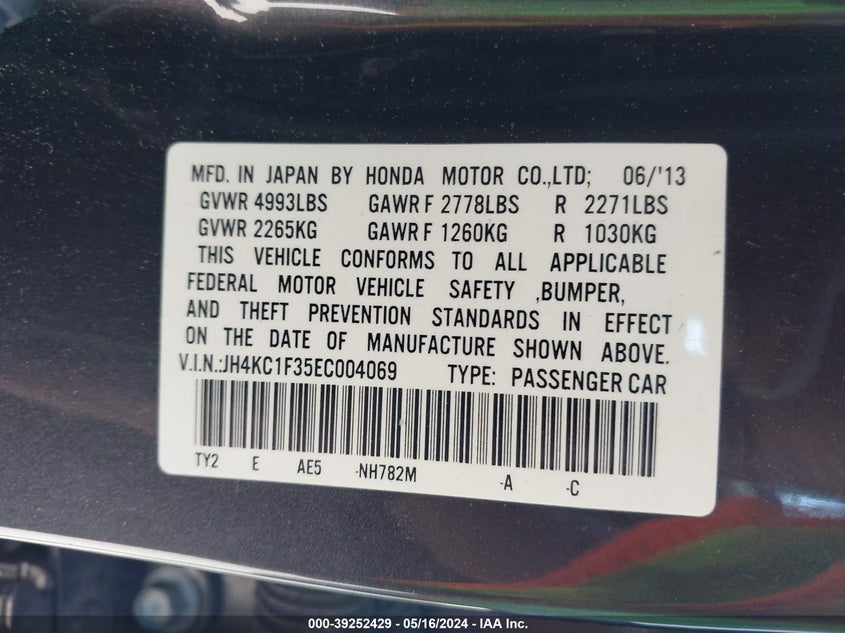 MFD. IN JAPAN BY HONDA MOTOR CO.,LTD; 06/'13
GVWR 4993LBS GAWR F 2778LBS R 2271LBS
GVWR 2265KG GAWR F 1260KG R 1030KG
THIS VEHICLE CONFORMS TO ALL APPLICABLE
FEDERAL MOTOR VEHICLE SAFETY ,BUMPER,
AND THEFT PREVENTION STANDARDS IN EFFECT
ON THE DATE OF MANUFACTURE SHOWN ABOVE.
V.I.N.:JH4KC1F35EC004069 TYPE: PASSENGER CAR
TY2 E AE5 -NH782M -A -C
000-39252429 — 05/16/2024 — IAA Inc.